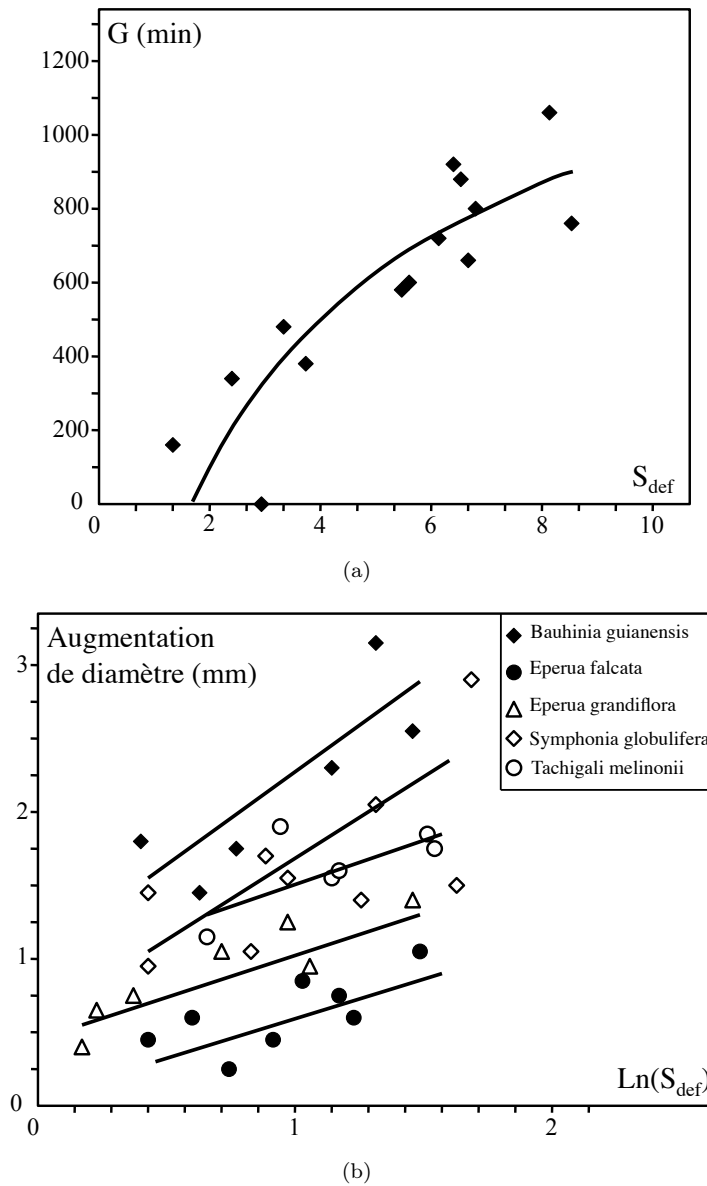 G (min)
1200
1000
800
600
400
200
0
0 2 4 6 8 10
S_def
(a)
Augmentation
de diamètre (mm)
Bauhinia guianensis
Eperua falcata
Eperua grandiflora
Symphonia globulifera
Tachigali melinonii
3
2
1
0
Ln(S_def)
0 1 2
(b)